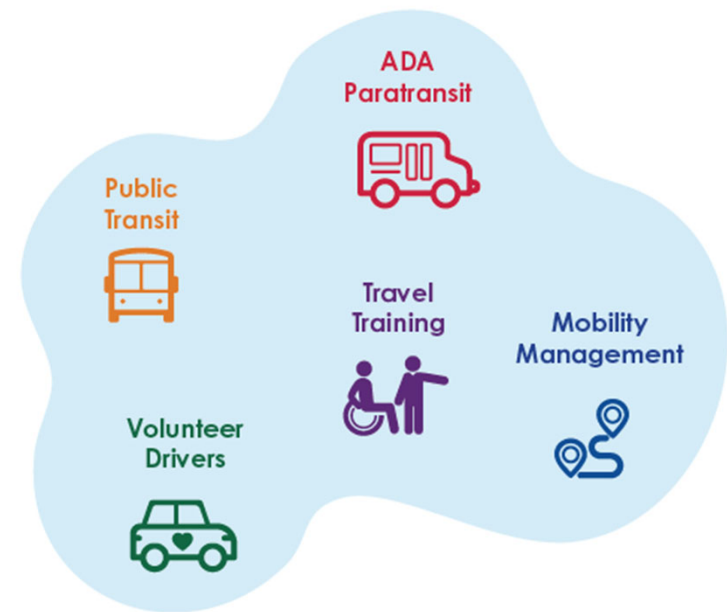 ADA
Paratransit
Public
Transit
Travel
Training
Mobility
Management
Volunteer
Drivers